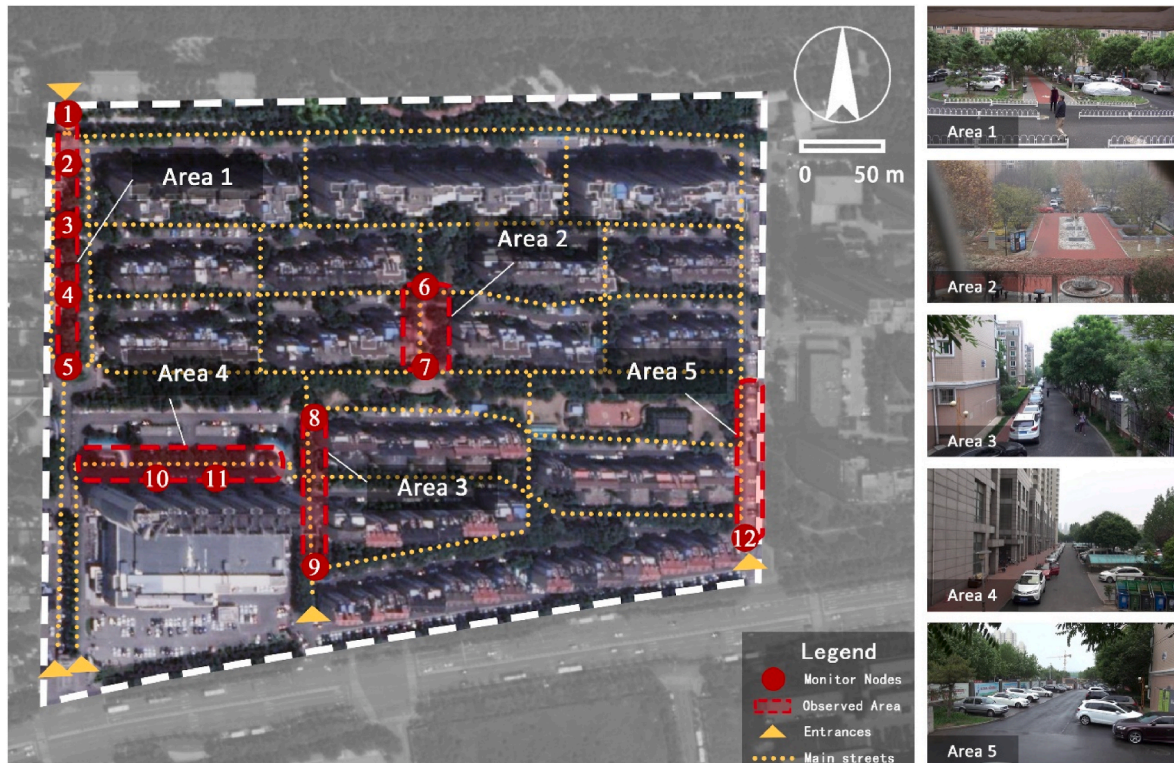 1
2
3
4
5
Area 1
Area 2
6
7
Area 4
Area 5
8
10
11
Area 3
9
12
0 50 m
Legend
Monitor Nodes
Observed Area
Entrances
Main streets
Area 1
Area 2
Area 3
Area 4
Area 5